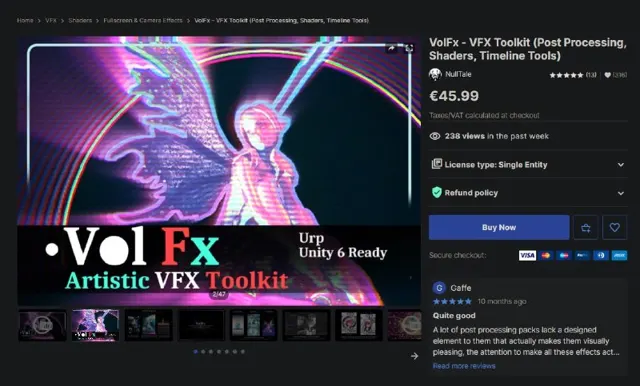 Home > VFX > Shaders > Fullscreen & Camera Effects > VolFx - VFX Toolkit (Post Processing, Shaders, Timeline Tools)
VolFx - VFX Toolkit (Post Processing,
Shaders, Timeline Tools)
NullTale
(13) | (316)
€45.99
Taxes/VAT calculated at checkout
238 views in the past week
License type: Single Entity
Refund policy
Buy Now
Secure checkout:
VISA
•Vol Fx
Urp
Unity 6 Ready
Artistic VFX Toolkit
2/47
G Gaffe
10 months ago
Quite good
A lot of post processing packs lack a designed
element to them that actually makes them visually
pleasing, the attention to make all these effects act...
Read more reviews